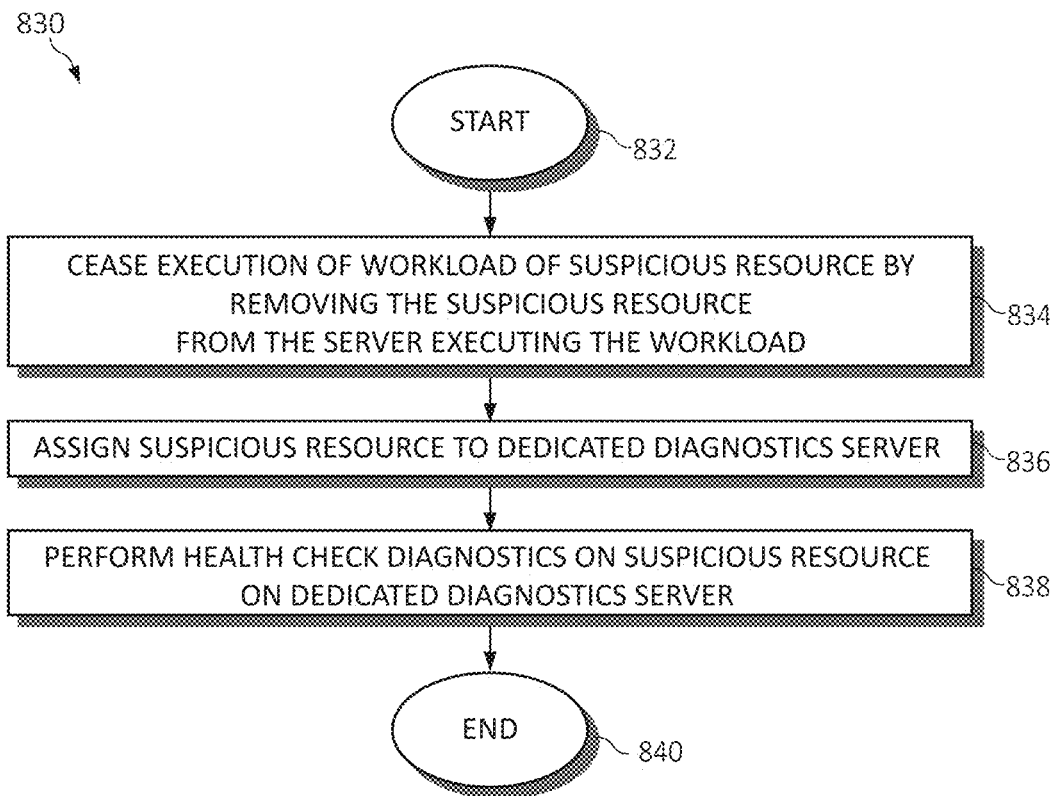 830
START
832
CEASE EXECUTION OF WORKLOAD OF SUSPICIOUS RESOURCE BY
REMOVING THE SUSPICIOUS RESOURCE
FROM THE SERVER EXECUTING THE WORKLOAD
834
ASSIGN SUSPICIOUS RESOURCE TO DEDICATED DIAGNOSTICS SERVER
836
PERFORM HEALTH CHECK DIAGNOSTICS ON SUSPICIOUS RESOURCE
ON DEDICATED DIAGNOSTICS SERVER
838
END
840